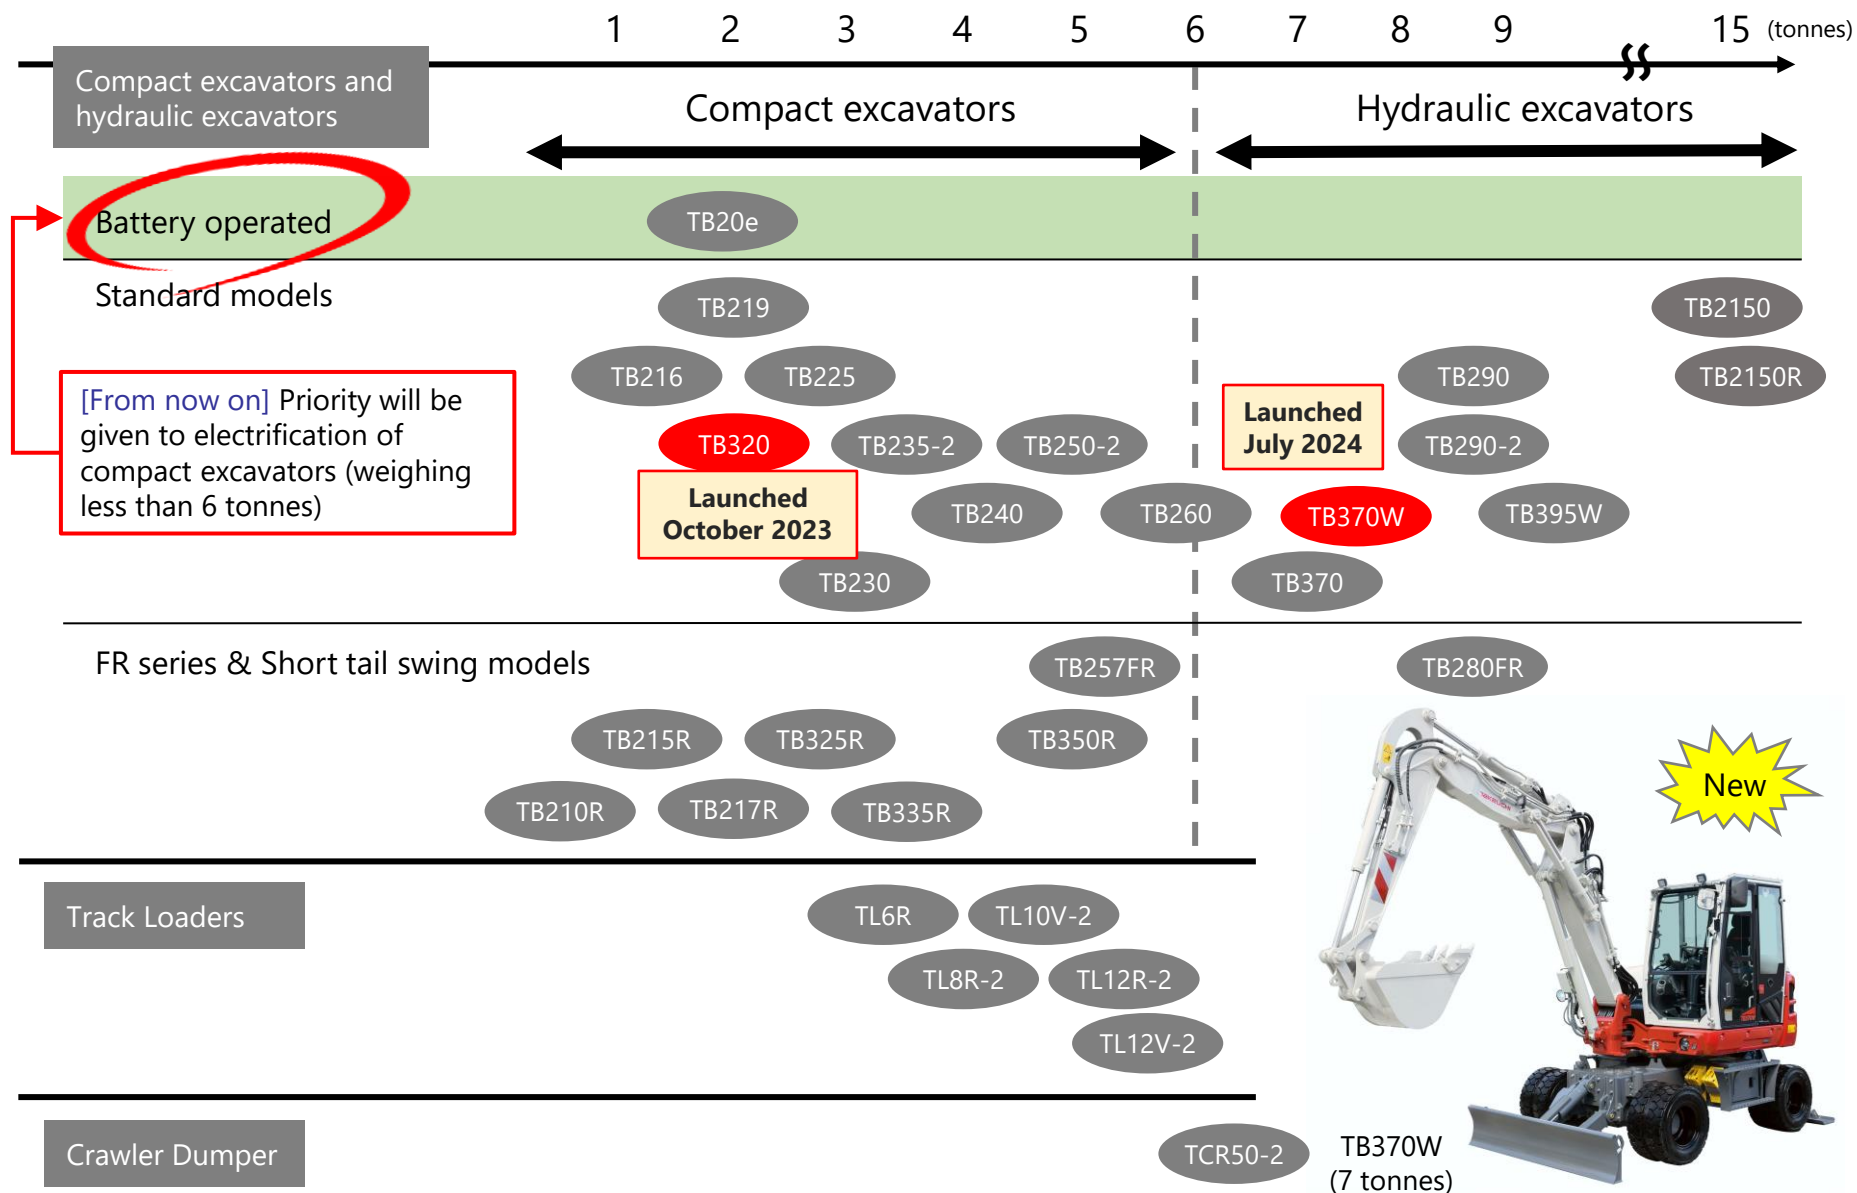 1 2 3 4 5 6 7 8 9 15 (tonnes)
Compact excavators and
hydraulic excavators
Compact excavators
Hydraulic excavators
Battery operated
TB20e
Standard models
TB219
TB2150
TB216
TB225
TB290
TB2150R
[From now on] Priority will be
given to electrification of
compact excavators (weighing
less than 6 tonnes)
Launched
July 2024
TB320
TB235-2
TB250-2
TB290-2
Launched
October 2023
TB240
TB260
TB370W
TB395W
TB230
TB370
FR series & Short tail swing models
TB257FR
TB280FR
TB215R
TB325R
TB350R
TB210R
TB217R
TB335R
New
TAKEUCHI
Track Loaders
TL6R
TL10V-2
TL8R-2
TL12R-2
TL12V-2
Crawler Dumper
TCR50-2
TB370W
(7 tonnes)